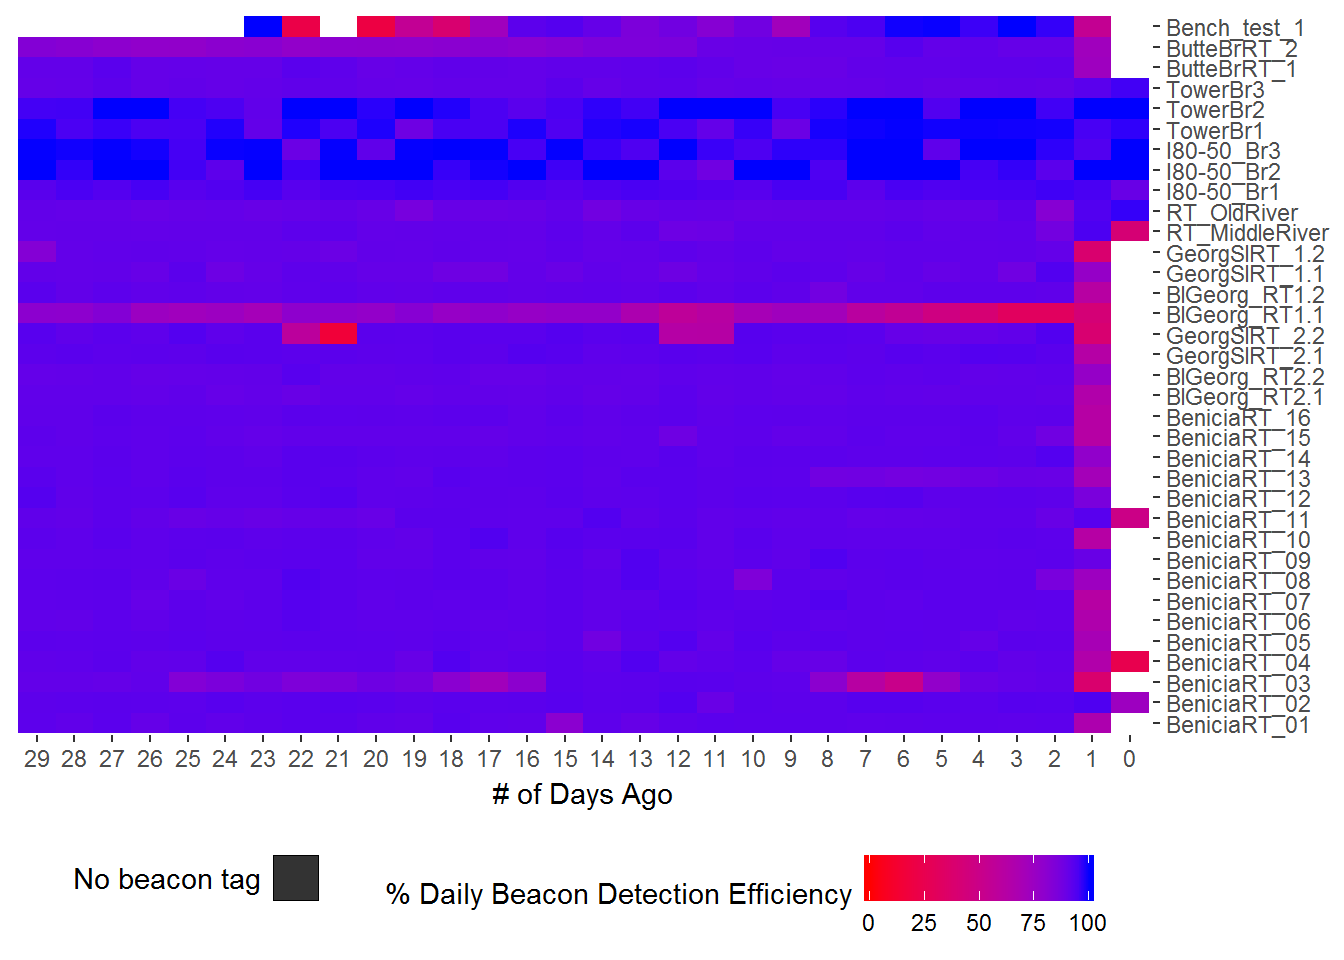 Bench_test_1
ButteBrRT_2
ButteBrRT_1
TowerBr3
TowerBr2
TowerBr1
I80-50_Br3
I80-50_Br2
I80-50_Br1
RT_OldRiver
RT_MiddleRiver
GeorgSlRT_1.2
GeorgSlRT_1.1
BlGeorg_RT1.2
BlGeorg_RT1.1
GeorgSlRT_2.2
GeorgSlRT_2.1
BlGeorg_RT2.2
BlGeorg_RT2.1
BeniciaRT_16
BeniciaRT_15
BeniciaRT_14
BeniciaRT_13
BeniciaRT_12
BeniciaRT_11
BeniciaRT_10
BeniciaRT_09
BeniciaRT_08
BeniciaRT_07
BeniciaRT_06
BeniciaRT_05
BeniciaRT_04
BeniciaRT_03
BeniciaRT_02
BeniciaRT_01
29 28 27 26 25 24 23 22 21 20 19 18 17 16 15 14 13 12 11 10 9 8 7 6 5 4 3 2 1 0
# of Days Ago
No beacon tag
% Daily Beacon Detection Efficiency
0 25 50 75 100